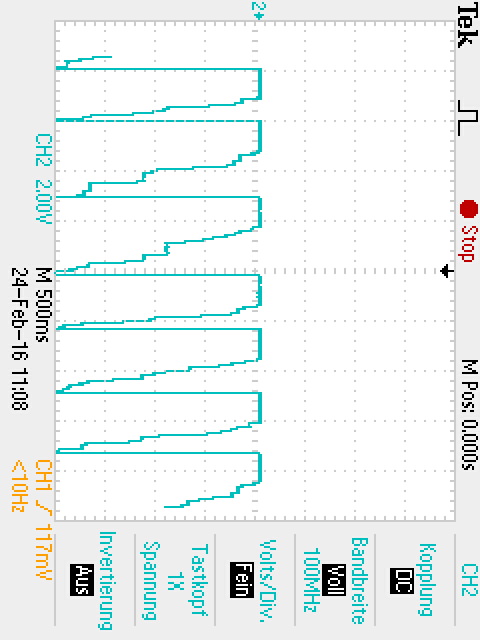 Tek
Stop
M Pos: 0.000s
CH2
Kopplung
DC
Bandbreite
Voll
100MHz
Volts/Div.
Fein
Tastkopf
1X
Spannung
Invertierung
Aus
2
CH2 2.00V
M 500ms
CH1 / 117mV
24-Feb-16 11:08
<10Hz